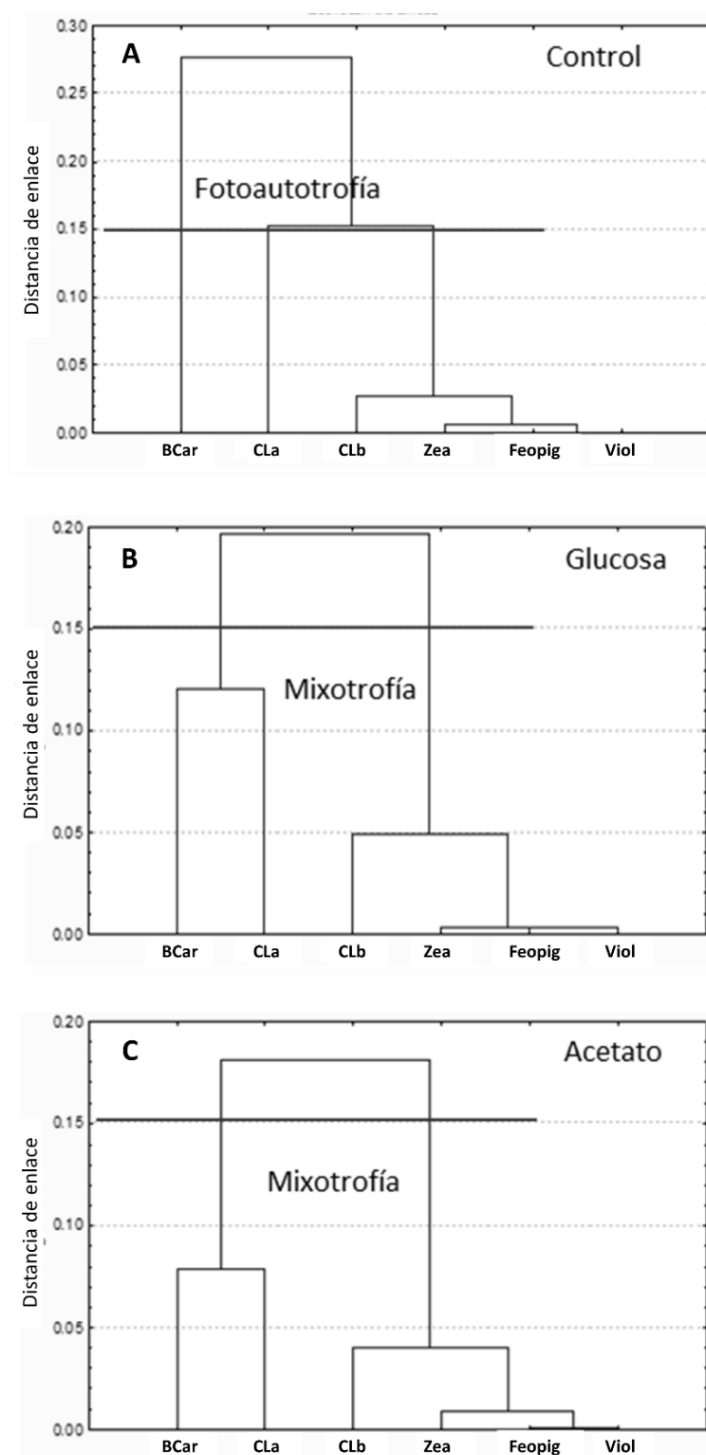 A
Control
0.30
0.25
0.20
0.15
0.10
0.05
0.00
Distancia de enlace
Fotoautotrofía
BCar CLa CLb Zea Feopig Viol
B
Glucosa
0.20
0.15
0.10
0.05
0.00
Distancia de enlace
Mixotrofía
BCar CLa CLb Zea Feopig Viol
C
Acetato
0.20
0.15
0.10
0.05
0.00
Distancia de enlace
Mixotrofía
BCar CLa CLb Zea Feopig Viol